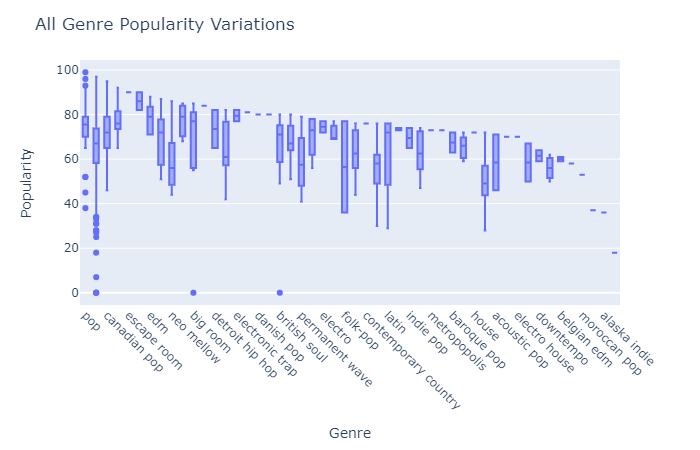 All Genre Popularity Variations
Popularity
100
80
60
40
20
0
pop
canadian pop
escape room
edm
neo mellow
big room
detroit hip hop
electronic trap
danish pop
british soul
permanent wave
electro
folk-pop
contemporary country
latin
indie pop
metropopolis
baroque pop
house
acoustic pop
electro house
downtempo
belgian edm
moroccan pop
alaska indie
Genre